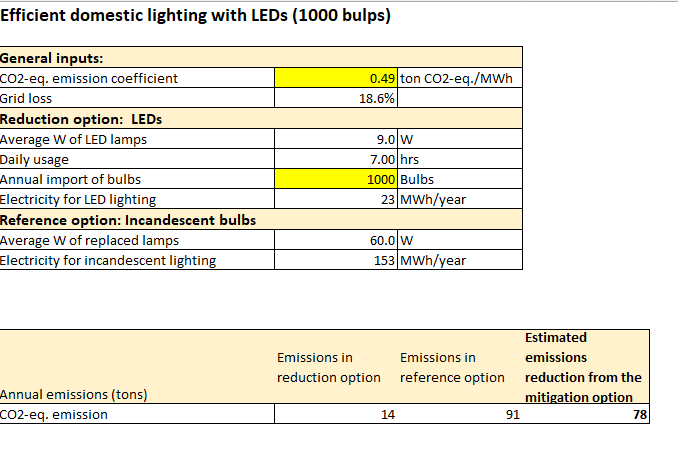 Efficient domestic lighting with LEDs (1000 bulps)
General inputs:
CO2-eq. emission coefficient 0.49 ton CO2-eq./MWh
Grid loss 18.6%
Reduction option: LEDs
Average W of LED lamps 9.0 W
Daily usage 7.00 hrs
Annual import of bulbs 1000 Bulbs
Electricity for LED lighting 23 MWh/year
Reference option: Incandescent bulbs
Average W of replaced lamps 60.0 W
Electricity for incandescent lighting 153 MWh/year
Estimated
Emissions in Emissions in emissions
reduction option reference option reduction from the
Annual emissions (tons) mitigation option
CO2-eq. emission 14 91 78